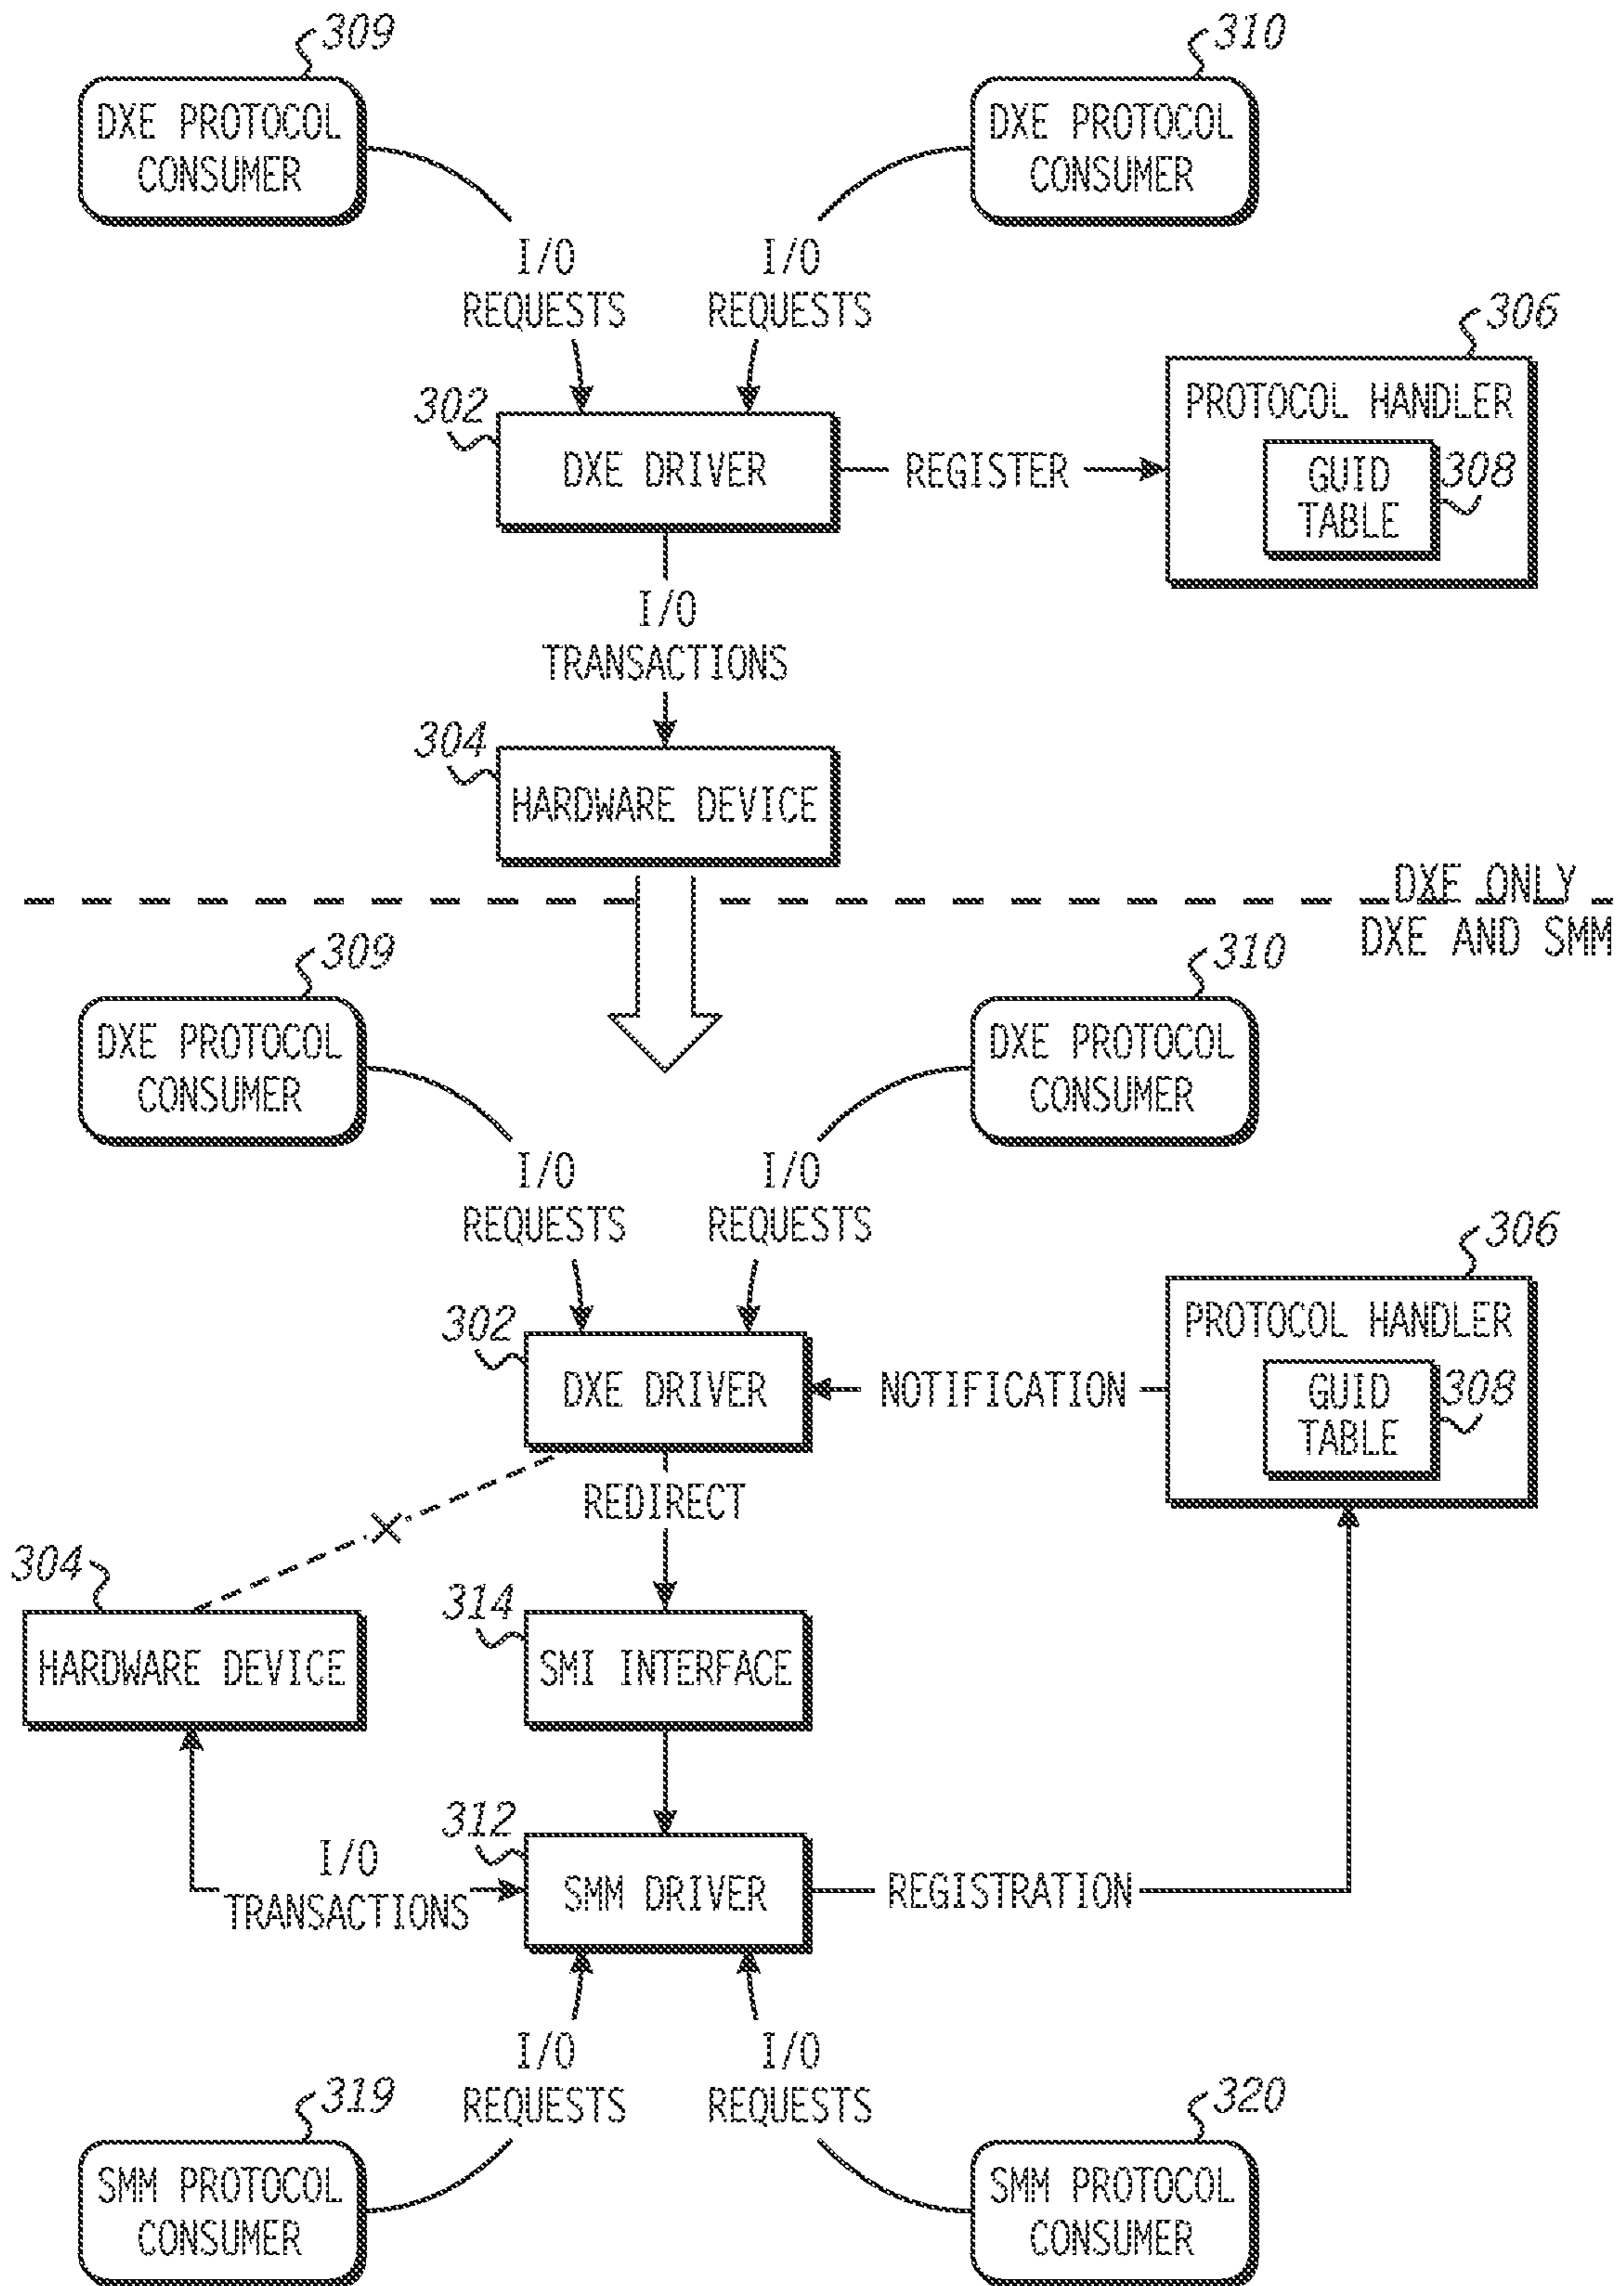 309
310
DXE PROTOCOL
CONSUMER
DXE PROTOCOL
CONSUMER
I/O
REQUESTS
I/O
REQUESTS
306
302
DXE DRIVER
REGISTER
PROTOCOL HANDLER
GUID
TABLE
308
I/O
TRANSACTIONS
304
HARDWARE DEVICE
DXE ONLY
DXE AND SMM
309
310
DXE PROTOCOL
CONSUMER
DXE PROTOCOL
CONSUMER
I/O
REQUESTS
I/O
REQUESTS
306
302
DXE DRIVER
NOTIFICATION
PROTOCOL HANDLER
GUID
TABLE
308
REDIRECT
304
HARDWARE DEVICE
314
SMI INTERFACE
312
I/O
TRANSACTIONS
SMM DRIVER
REGISTRATION
I/O
REQUESTS
I/O
REQUESTS
319
320
SMM PROTOCOL
CONSUMER
SMM PROTOCOL
CONSUMER